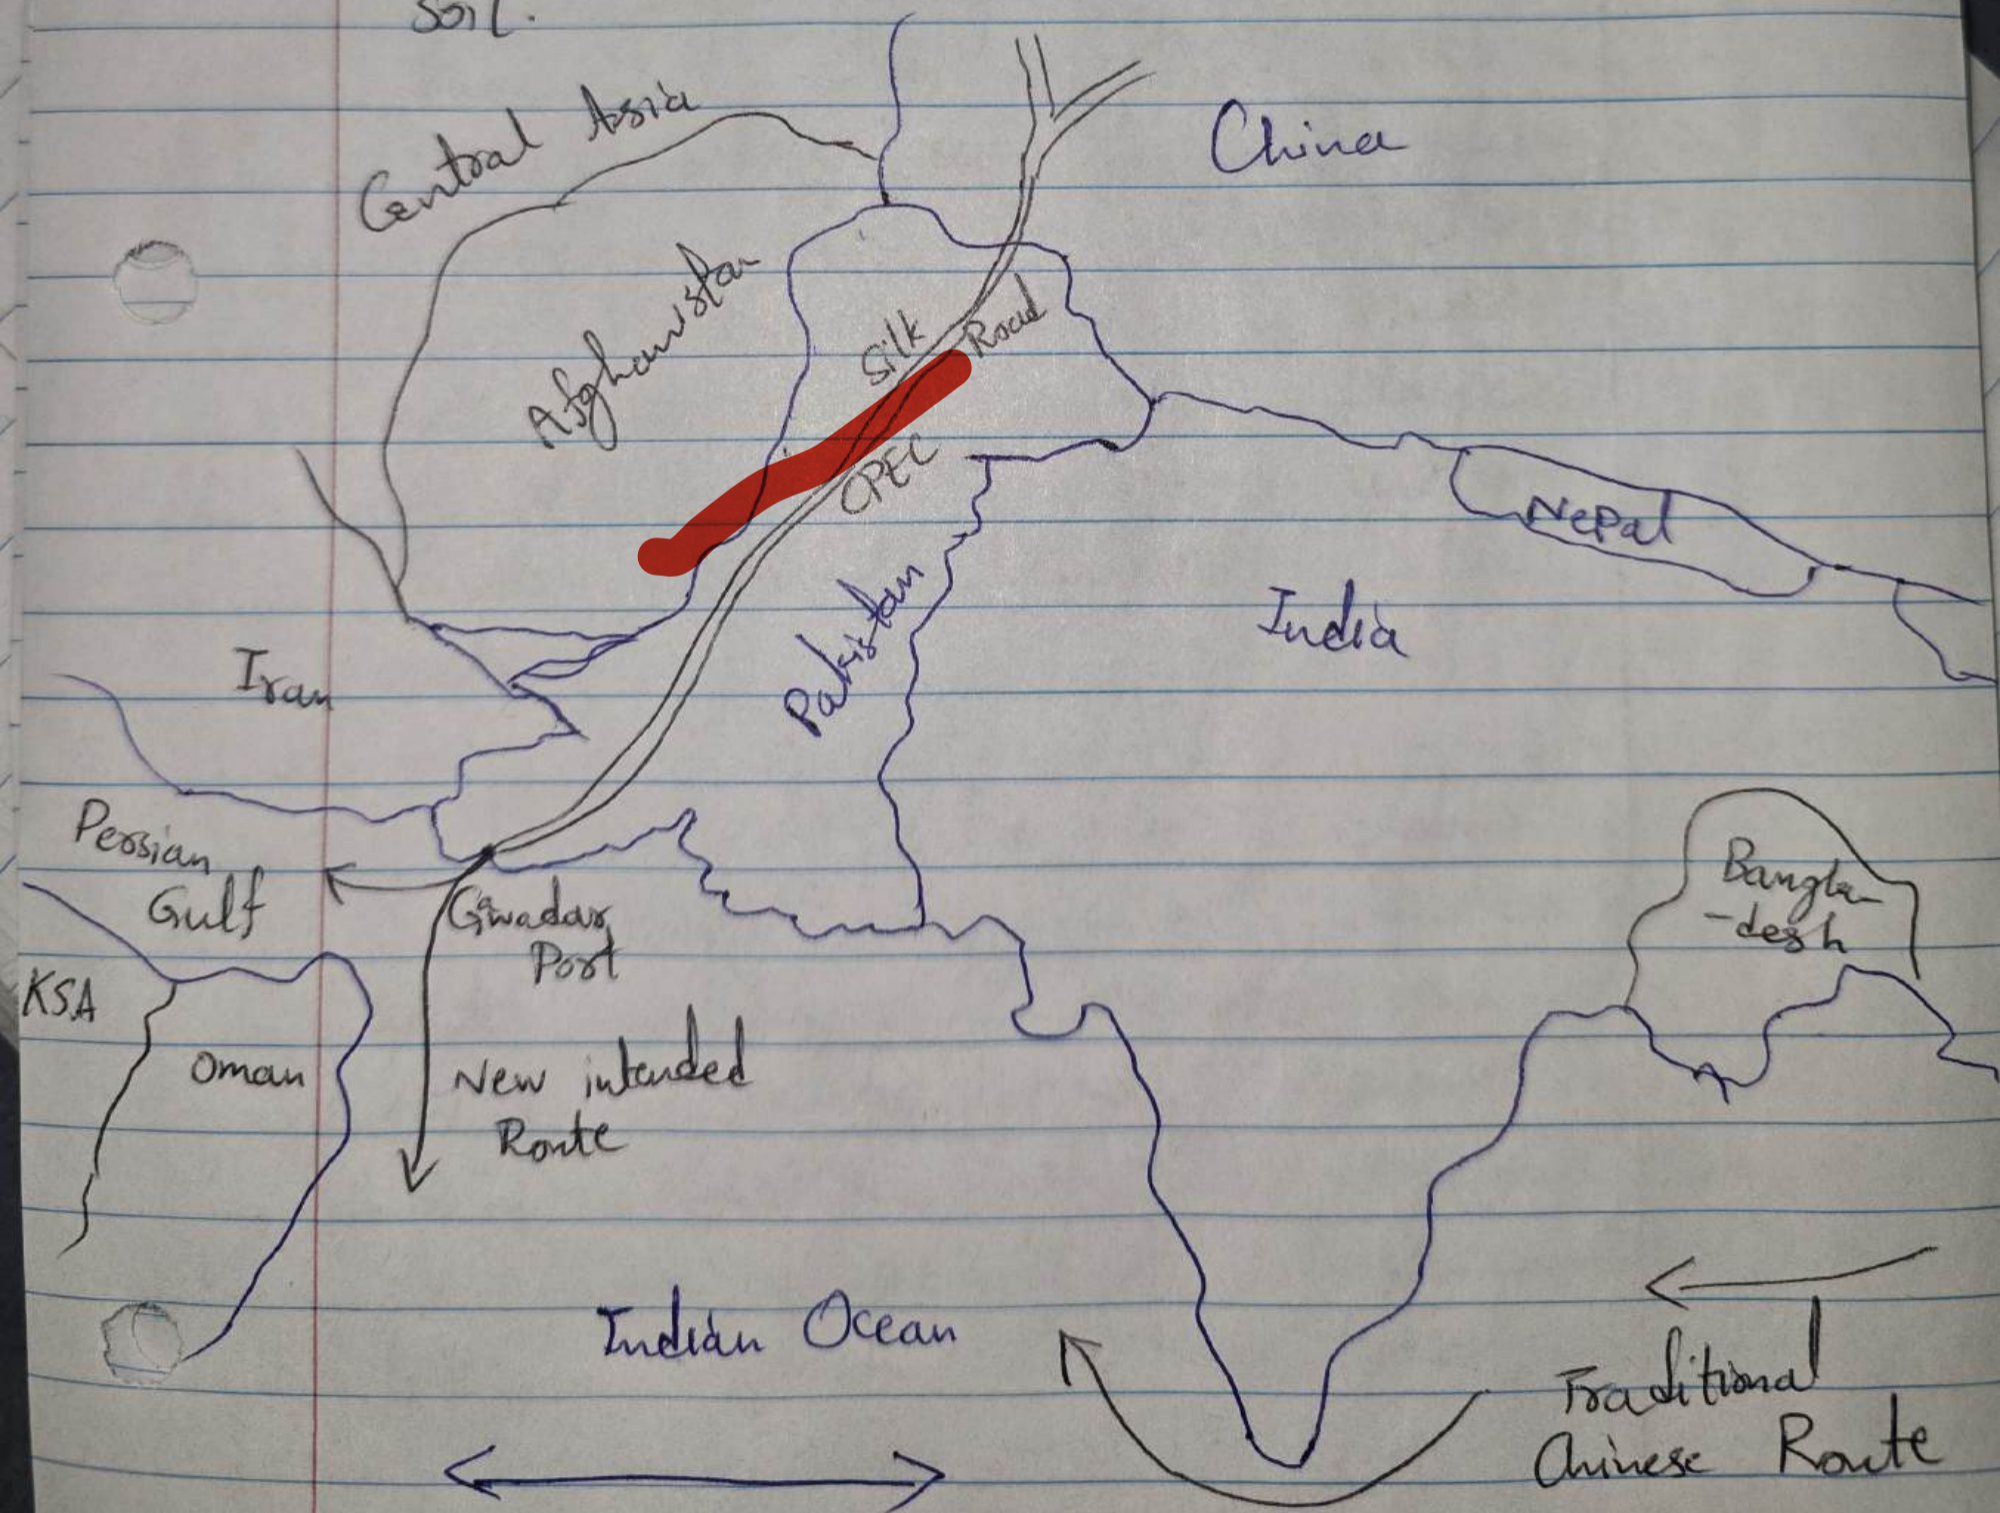 Soil.
Central Asia
China
Afghanistan
Silk Road
CPEC
Nepal
Pakistan
India
Iran
Persian
Gulf
Bangla-
-desh
Gwadar
Port
KSA
Oman
New intended
Route
Indian Ocean
Traditional
Chinese Route